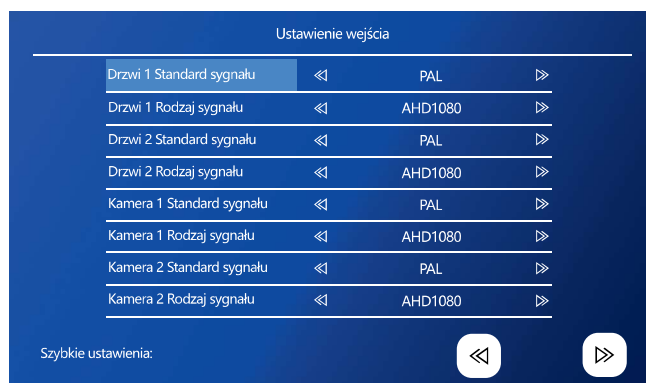 Ustawienie wejścia
Drzwi 1 Standard sygnału PAL
Drzwi 1 Rodzaj sygnału AHD1080
Drzwi 2 Standard sygnału PAL
Drzwi 2 Rodzaj sygnału AHD1080
Kamera 1 Standard sygnału PAL
Kamera 1 Rodzaj sygnału AHD1080
Kamera 2 Standard sygnału PAL
Kamera 2 Rodzaj sygnału AHD1080
Szybkie ustawienia: